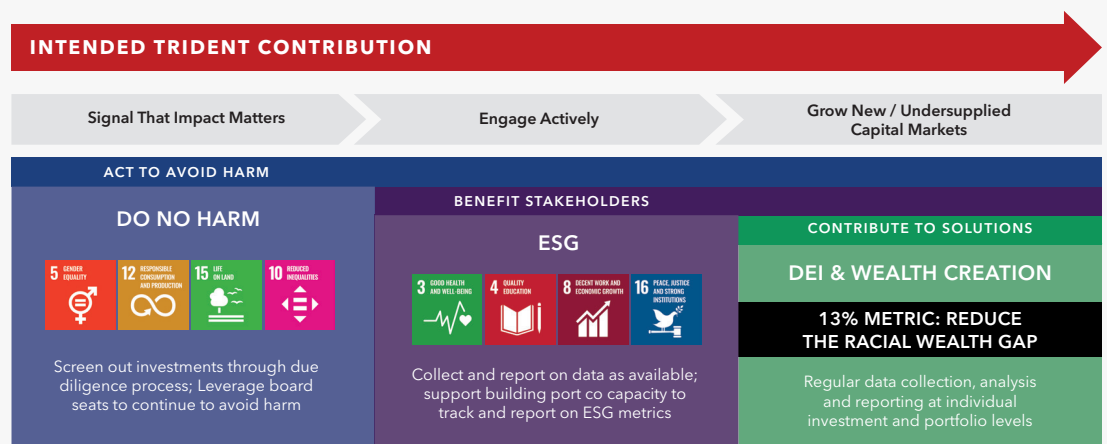 INTENDED TRIDENT CONTRIBUTION
Signal That Impact Matters
Engage Actively
Grow New / Undersupplied
Capital Markets
ACT TO AVOID HARM
DO NO HARM
5 GENDER
EQUALITY
12 RESPONSIBLE
CONSUMPTION
AND PRODUCTION
15 LIFE
ON LAND
10 REDUCED
INEQUALITIES
Screen out investments through due
diligence process; Leverage board
seats to continue to avoid harm
BENEFIT STAKEHOLDERS
ESG
3 GOOD HEALTH
AND WELL-BEING
4 QUALITY
EDUCATION
8 DECENT WORK AND
ECONOMIC GROWTH
16 PEACE, JUSTICE
AND STRONG
INSTITUTIONS
Collect and report on data as available;
support building port co capacity to
track and report on ESG metrics
CONTRIBUTE TO SOLUTIONS
DEI & WEALTH CREATION
13% METRIC: REDUCE
THE RACIAL WEALTH GAP
Regular data collection, analysis
and reporting at individual
investment and portfolio levels